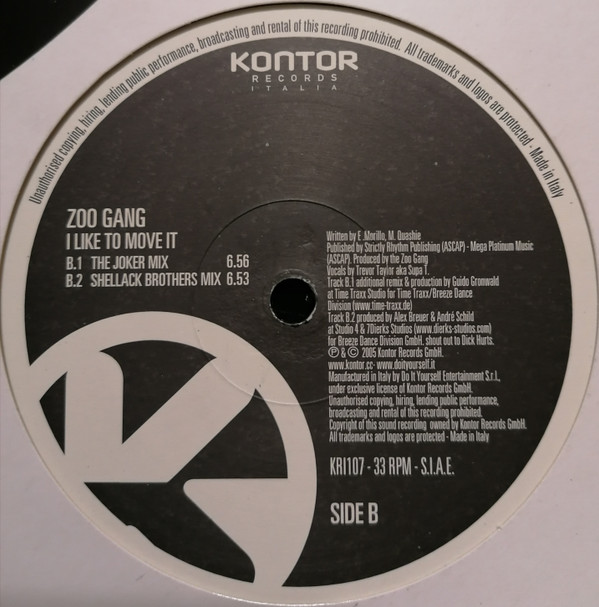 Unauthorised copying, hiring, lending public performance, broadcasting and rental of this recording prohibited. All trademarks and logos are protected - Made in Italy
KONTOR
RECORDS
ITALIA
ZOO GANG
I LIKE TO MOVE IT
B.1 THE JOKER MIX 6.56
B.2 SHELLACK BROTHERS MIX 6.53
Written by E .Morillo, M. Quashie
Published by Strictly Rhythm Publishing (ASCAP) - Mega Platinum Music
(ASCAP). Produced by the Zoo Gang
Vocals by Trevor Taylor aka Supa T.
Track B.1 additional remix & production by Guido Gronwald
at Time Traxx Studio for Time Traxx/Breeze Dance
Division (www.time-traxx.de)
Track B.2 produced by Alex Breuer & André Schild
at Studio 4 & 7Dierks Studios (www.dierks-studios.com)
for Breeze Dance Division GmbH. shout out to Dick Hurts.
℗ & © 2005 Kontor Records GmbH.
www.kontor.cc- www.doityourself.it
Manufactured in Italy by Do It Yourself Entertainment S.r.l.,
under exclusive license of Kontor Records GmbH.
Unauthorised copying, hiring, lending public performance,
broadcasting and rental of this recording prohibited.
Copyright of this sound recording owned by Kontor Records GmbH.
All trademarks and logos are protected - Made in Italy
KRI107 - 33 RPM - S.I.A.E.
SIDE B